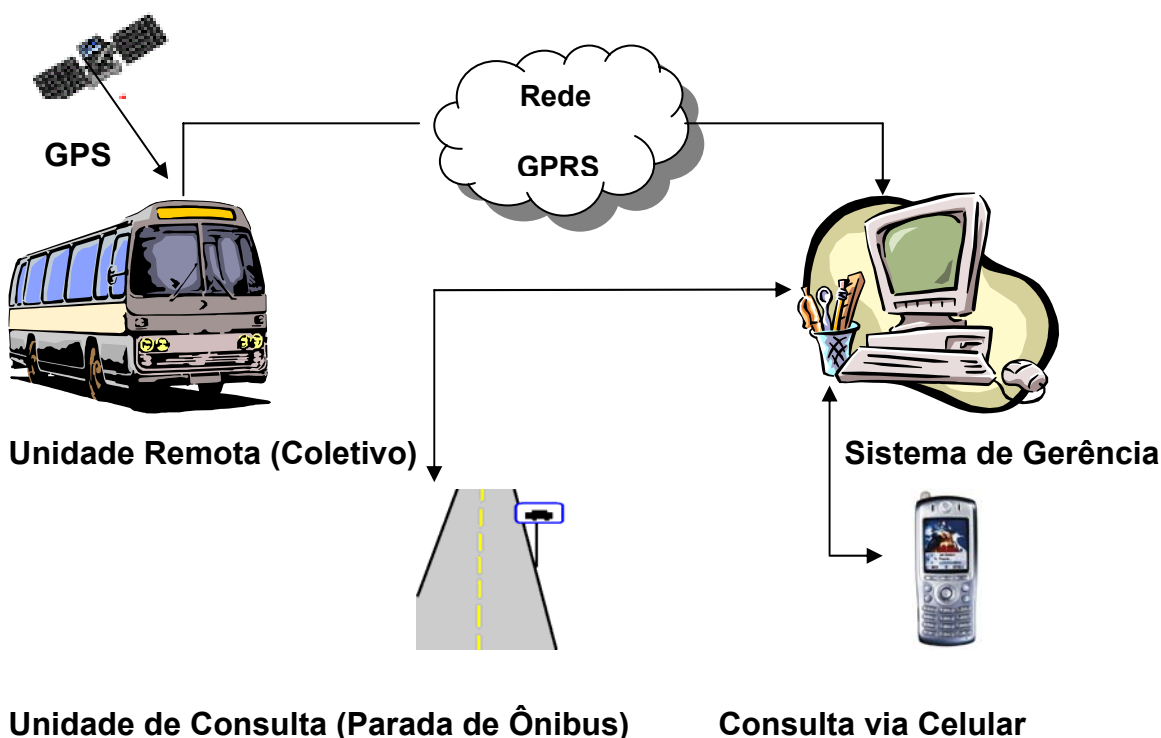 Rede
GPRS
GPS
Unidade Remota (Coletivo)
Sistema de Gerência
Unidade de Consulta (Parada de Ônibus)
Consulta via Celular